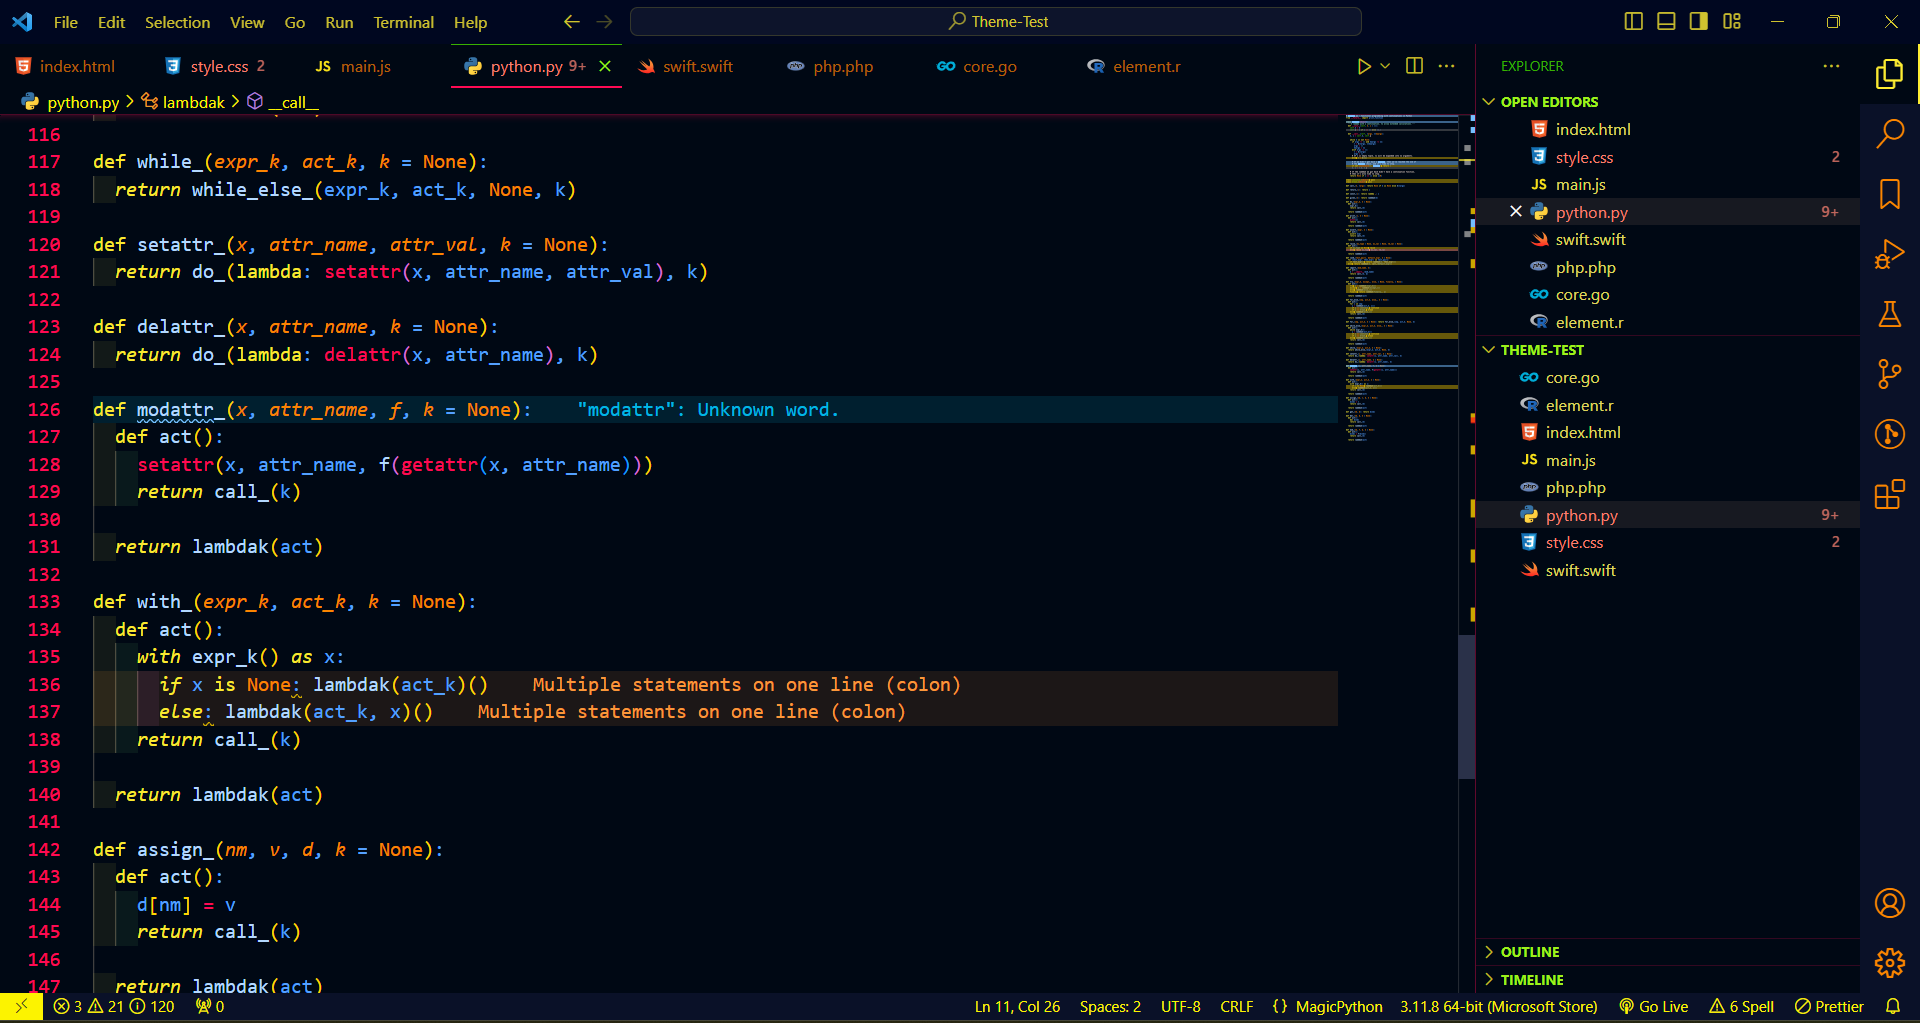 File Edit Selection View Go Run Terminal Help
Theme-Test
index.html
style.css 2
main.js
python.py 9+
swift.swift
php.php
core.go
element.r
python.py > lambdak > __call__
116
117 def while_(expr_k, act_k, k = None):
118 return while_else_(expr_k, act_k, None, k)
119
120 def setattr_(x, attr_name, attr_val, k = None):
121 return do_(lambda: setattr(x, attr_name, attr_val), k)
122
123 def delattr_(x, attr_name, k = None):
124 return do_(lambda: delattr(x, attr_name), k)
125
126 def modattr_(x, attr_name, f, k = None): "modattr": Unknown word.
127 def act():
128 setattr(x, attr_name, f(getattr(x, attr_name)))
129 return call_(k)
130
131 return lambdak(act)
132
133 def with_(expr_k, act_k, k = None):
134 def act():
135 with expr_k() as x:
136 if x is None: lambdak(act_k)() Multiple statements on one line (colon)
137 else: lambdak(act_k, x)() Multiple statements on one line (colon)
138 return call_(k)
139
140 return lambdak(act)
141
142 def assign_(nm, v, d, k = None):
143 def act():
144 d[nm] = v
145 return call_(k)
146
147 return lambdak(act)
EXPLORER
OPEN EDITORS
index.html
style.css 2
main.js
python.py 9+
swift.swift
php.php
core.go
element.r
THEME-TEST
core.go
element.r
index.html
main.js
php.php
python.py 9+
style.css 2
swift.swift
OUTLINE
TIMELINE
3 21 120 0
Ln 11, Col 26 Spaces: 2 UTF-8 CRLF {} MagicPython 3.11.8 64-bit (Microsoft Store) Go Live 6 Spell Prettier